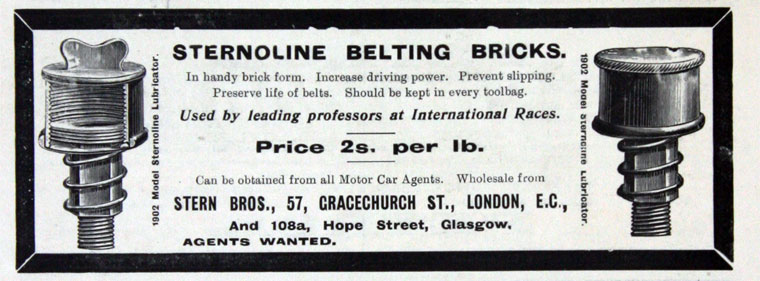 1902 Model Sternoline Lubricator.
STERNOLINE BELTING BRICKS.
In handy brick form. Increase driving power. Prevent slipping.
Preserve life of belts. Should be kept in every toolbag.
Used by leading professors at International Races.
Price 2s. per lb.
Can be obtained from all Motor Car Agents. Wholesale from
STERN BROS., 57, GRACECHURCH ST., LONDON, E.C.,
And 108a, Hope Street, Glasgow.
AGENTS WANTED.
1902 Model Sternoline Lubricator.